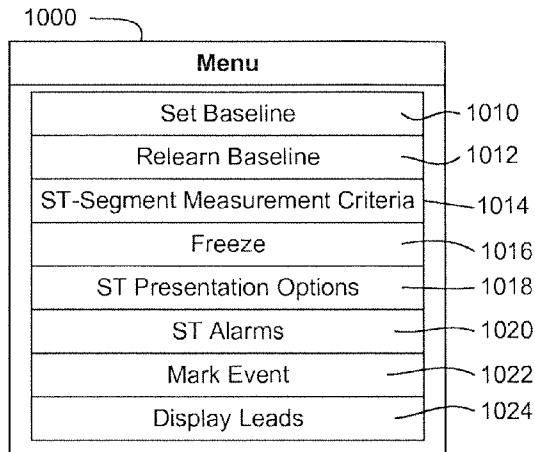 1000
Menu
Set Baseline 1010
Relearn Baseline 1012
ST-Segment Measurement Criteria 1014
Freeze 1016
ST Presentation Options 1018
ST Alarms 1020
Mark Event 1022
Display Leads 1024